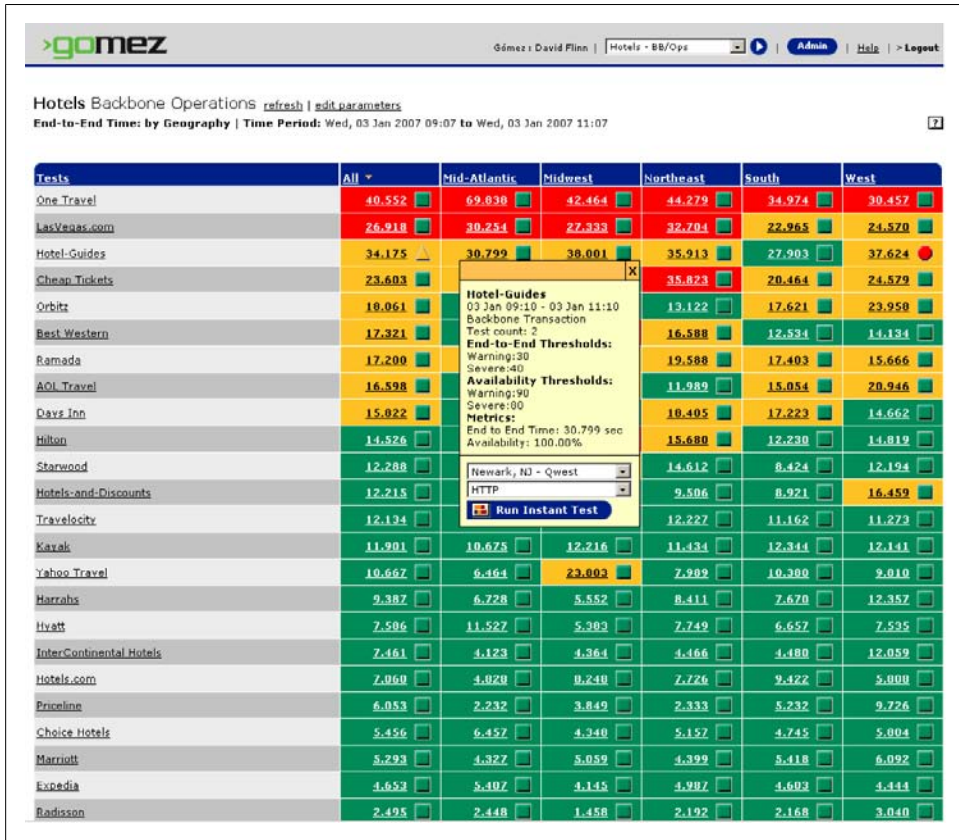 >gomez
Gómez : David Flinn | Hotels - BB/Ops | Admin | Help | > Logout
Hotels Backbone Operations refresh | edit parameters
End-to-End Time: by Geography | Time Period: Wed, 03 Jan 2007 09:07 to Wed, 03 Jan 2007 11:07 ?
Tests All Mid-Atlantic Midwest Northeast South West
One Travel 40.552 69.838 42.464 44.279 34.974 30.457
LasVegas.com 26.918 30.254 27.333 32.704 22.965 24.570
Hotel-Guides 34.175 30.799 38.001 35.913 27.903 37.624
Cheap Tickets 23.603 35.823 20.464 24.579
Orbitz 18.061 13.122 17.621 23.958
Best Western 17.321 16.588 12.534 14.134
Ramada 17.200 19.588 17.403 15.666
AOL Travel 16.598 11.989 15.054 20.946
Days Inn 15.822 18.405 17.223 14.662
Hilton 14.526 15.680 12.230 14.819
Starwood 12.288 14.612 8.424 12.194
Hotels-and-Discounts 12.215 9.506 8.921 16.459
Travelocity 12.134 12.227 11.162 11.273
Kayak 11.901 10.675 12.216 11.434 12.344 12.141
Yahoo Travel 10.667 6.464 23.803 7.989 10.380 9.010
Harrahs 9.387 6.728 5.552 8.411 7.670 12.357
Hyatt 7.586 11.527 5.383 7.749 6.657 7.535
InterContinental Hotels 7.461 4.123 4.364 4.466 4.480 12.059
Hotels.com 7.060 4.828 8.248 7.726 9.422 5.808
Priceline 6.053 2.232 3.849 2.333 5.232 9.726
Choice Hotels 5.456 6.457 4.340 5.157 4.745 5.804
Marriott 5.293 4.327 5.059 4.399 5.418 6.092
Expedia 4.653 5.487 4.145 4.987 4.683 4.444
Radisson 2.495 2.448 1.458 2.192 2.168 3.040
X
Hotel-Guides
03 Jan 09:10 - 03 Jan 11:10
Backbone Transaction
Test count: 2
End-to-End Thresholds:
Warning:30
Severe:40
Availability Thresholds:
Warning:90
Severe:80
Metrics:
End to End Time: 30.799 sec
Availability: 100.00%
Newark, NJ - Qwest
HTTP
Run Instant Test